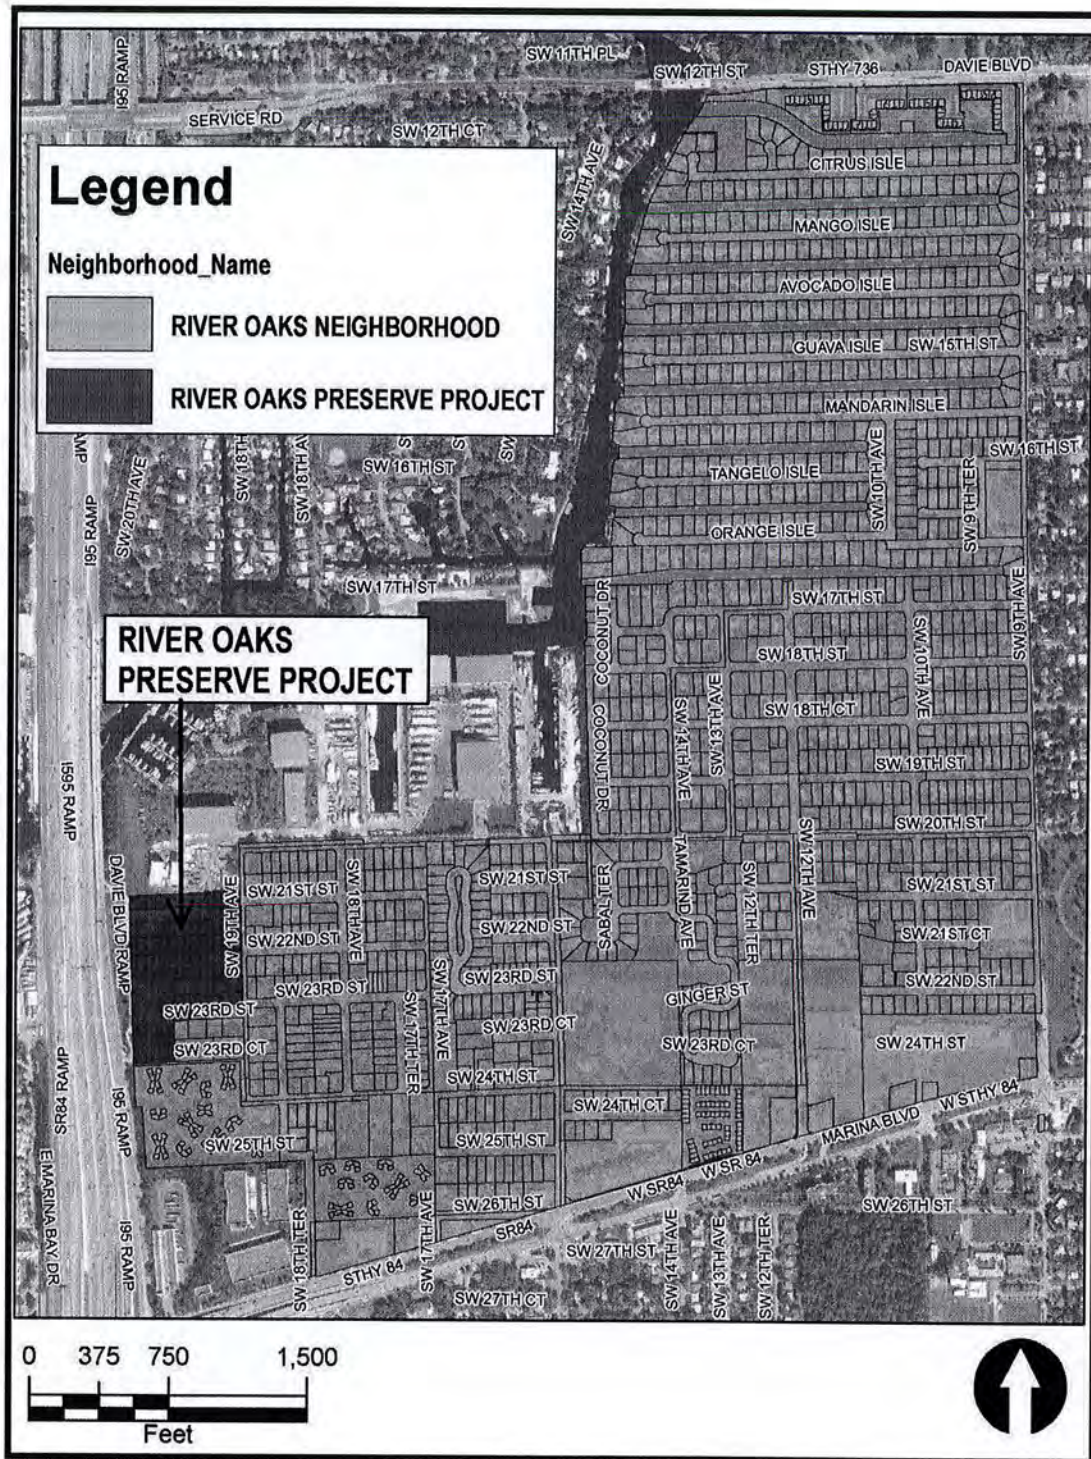 SW 11TH PL
SW 12TH ST
STHY 736
DAVIE BLVD
I95 RAMP
SERVICE RD
SW 12TH CT
Legend
Neighborhood_Name
RIVER OAKS NEIGHBORHOOD
RIVER OAKS PRESERVE PROJECT
SW 14TH AVE
CITRUS ISLE
MANGO ISLE
AVOCADO ISLE
GUAVA ISLE
SW 15TH ST
MANDARIN ISLE
SW 16TH ST
TANGELO ISLE
SW 10TH AVE
SW 9TH TER
ORANGE ISLE
SW 20TH AVE
I95 RAMP
SW 18TH
SW 18TH AV
SW 16TH ST
SW 17TH ST
RIVER OAKS
PRESERVE PROJECT
COCONUT DR
SW 17TH ST
SW 9TH AVE
SW 18TH ST
SW 10TH AVE
SW 14TH AVE
SW 13TH AVE
SW 18TH CT
COCONUT DR
SW 19TH ST
SW 20TH ST
I595 RAMP
DAVIE BLVD RAMP
SW 19TH AVE
SW 21ST ST
SW 18TH AVE
SW 21ST ST
SABAL TER
TAMARIND AVE
SW 12TH TER
SW 12TH AVE
SW 21ST ST
SW 22ND ST
SW 22ND ST
SW 21ST CT
SW 23RD ST
SW 23RD ST
SW 17TH AVE
SW 23RD ST
GINGER ST
SW 22ND ST
SW 23RD CT
SW 17TH TER
SW 23RD CT
SW 23RD CT
SW 24TH ST
SW 24TH ST
SR84 RAMP
I95 RAMP
SW 24TH CT
SW 25TH ST
SW 25TH ST
MARINA BLVD
W STHY 84
E MARINA BAY DR
I95 RAMP
SW 18TH TER
SW 17TH AVE
SW 26TH ST
W SR84
W SR 84
SW 26TH ST
STHY 84
SR84
SW 27TH ST
SW 14TH AVE
SW 13TH AVE
SW 12TH TER
SW 27TH CT
0 375 750 1,500
Feet